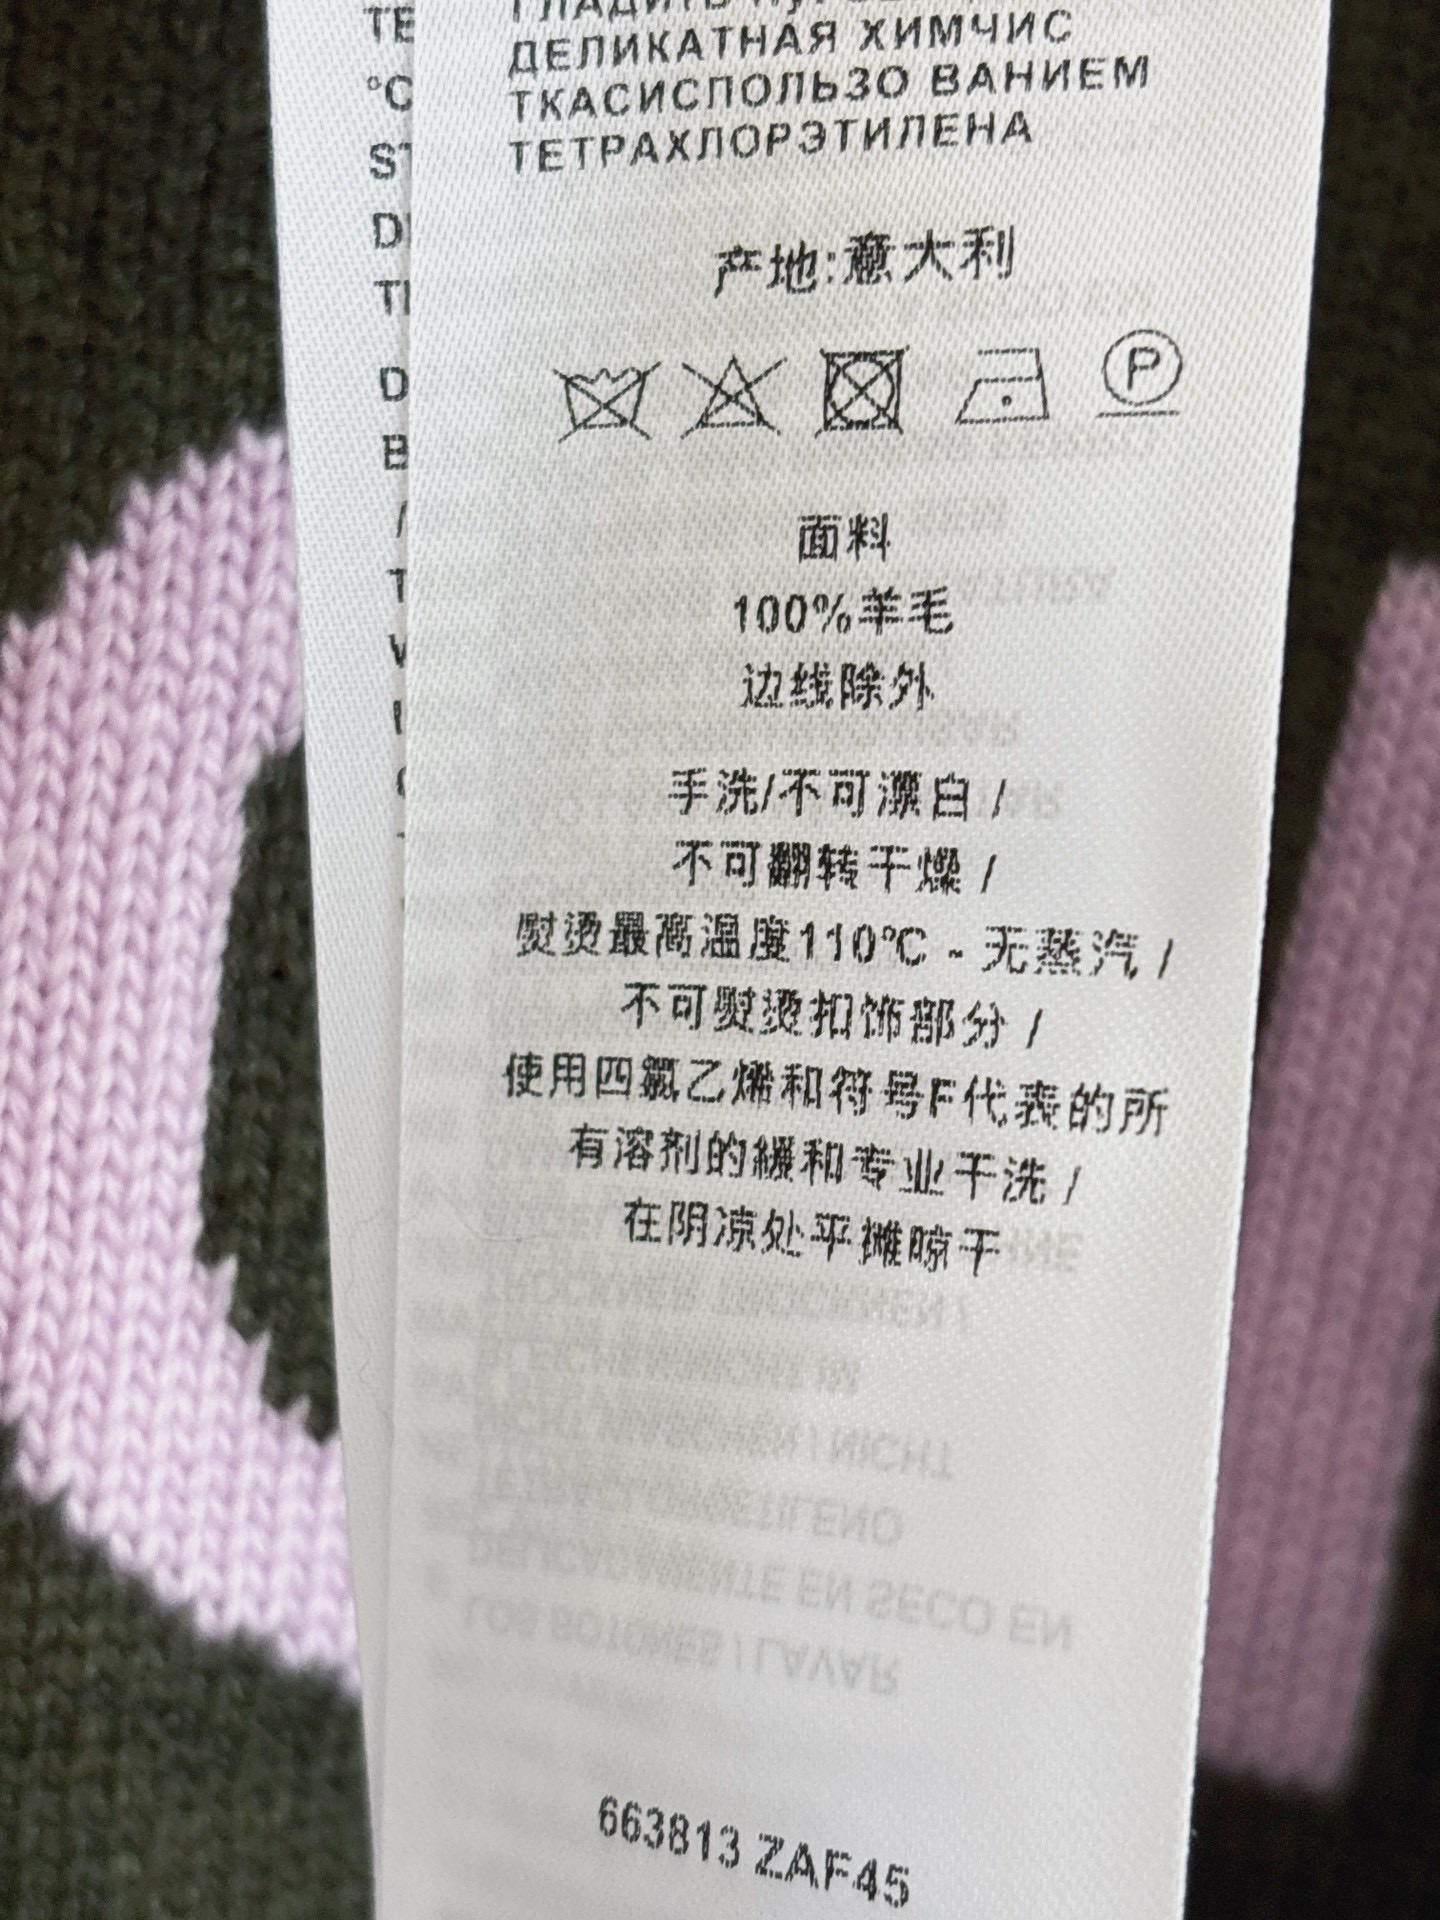 ДЕЛИКАТНАЯ ХИМЧИС
ТКАСИСПОЛЬЗО ВАНИЕМ
ТЕТРАХЛОРЭТИЛЕНА
产地:意大利
P
面料
100%羊毛
边线除外
手洗/不可漂白 /
不可翻转干燥 /
熨烫最高温度110°C - 无蒸汽 /
不可熨烫扣饰部分 /
使用四氯乙烯和符号F代表的所
有溶剂的缓和专业干洗 /
在阴凉处平摊晾干
663813 ZAF45
TE
°C
ST
D
B
/
T